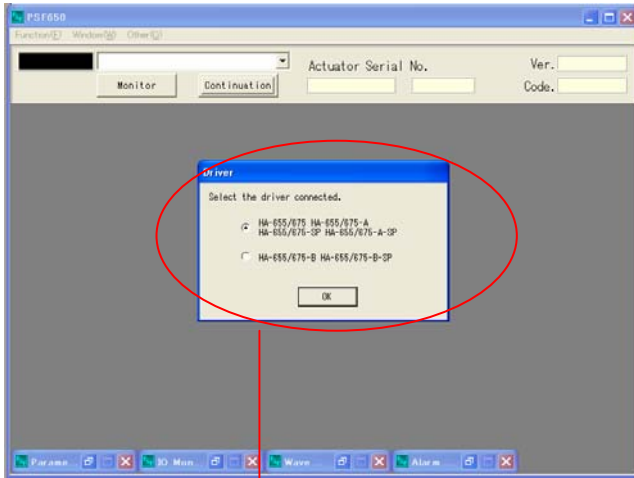 PSF650
Function(F) Window(W) Other(O)
Actuator Serial No.
Ver.
Monitor
Continuation
Code.
Driver
Select the driver connected.
HA-655/675 HA-655/675-A
HA-655/675-SP HA-655/675-A-SP
HA-655/675-B HA-655/675-B-SP
OK
Parame... IO Mon... Wave Alarm